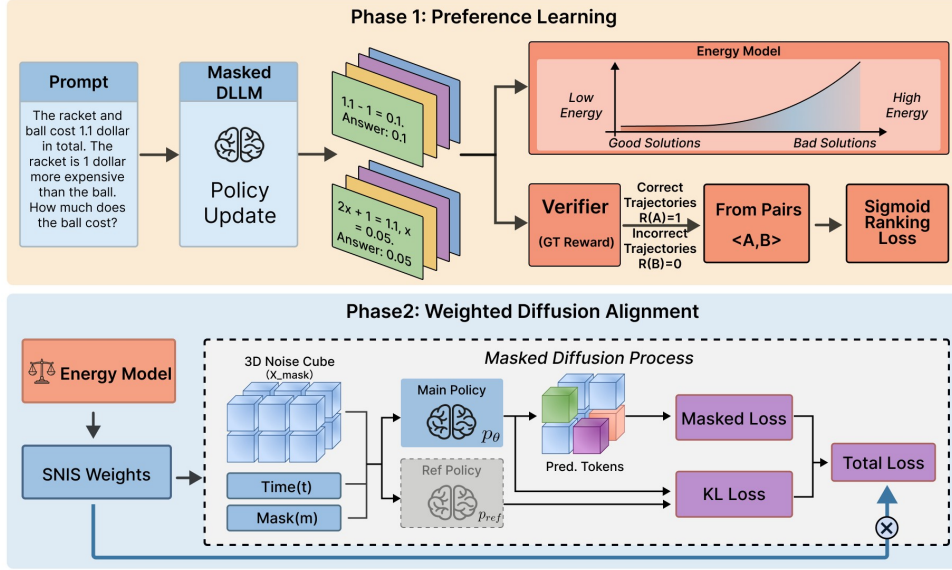 Phase 1: Preference Learning
Prompt
The racket and
ball cost 1.1 dollar
in total. The
racket is 1 dollar
more expensive
than the ball.
How much does
the ball cost?
Masked
DLLM
Policy
Update
1.1 - 1 = 0.1.
Answer: 0.1
2x + 1 = 1.1, x
= 0.05.
Answer: 0.05
Energy Model
Low
Energy
High
Energy
Good Solutions
Bad Solutions
Verifier
(GT Reward)
Correct
Trajectories
R(A)=1
Incorrect
Trajectories
R(B)=0
From Pairs
<A,B>
Sigmoid
Ranking
Loss
Phase2: Weighted Diffusion Alignment
Energy Model
SNIS Weights
Masked Diffusion Process
3D Noise Cube
(X_mask)
Time(t)
Mask(m)
Main Policy
pθ
Ref Policy
pref
Pred. Tokens
Masked Loss
KL Loss
Total Loss